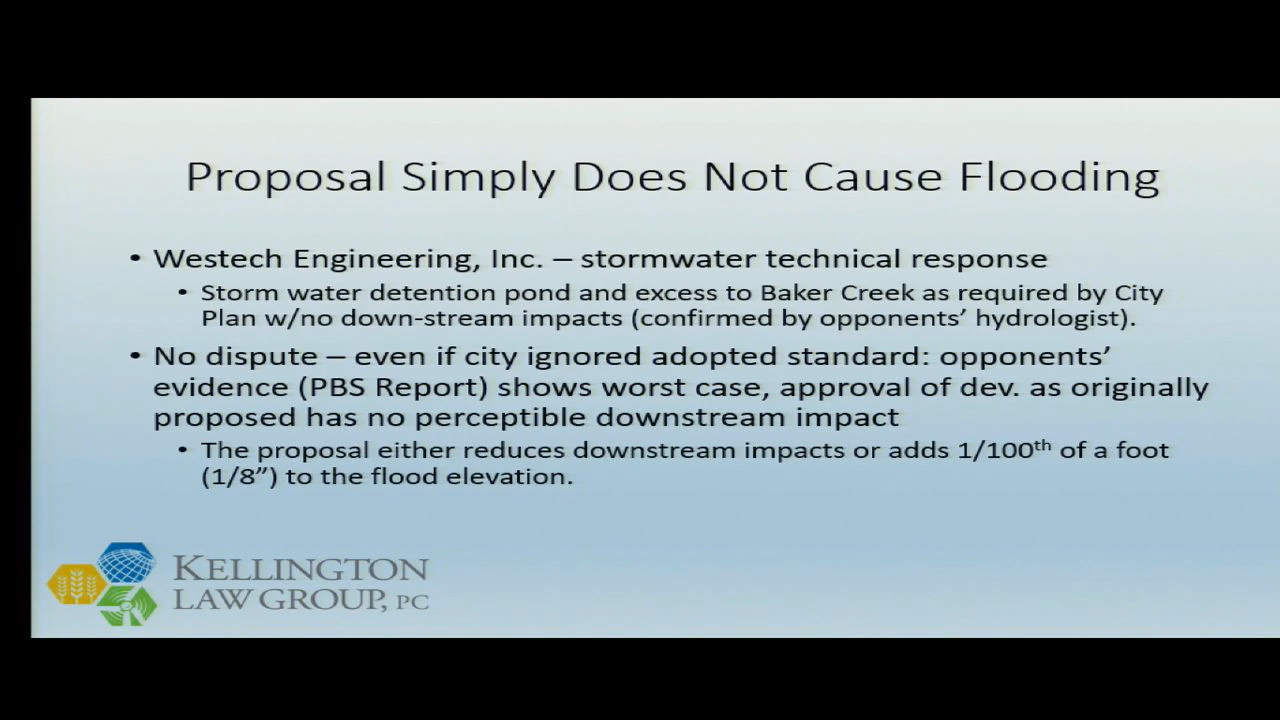 Proposal Simply Does Not Cause Flooding
• Westech Engineering, Inc. – stormwater technical response
• Storm water detention pond and excess to Baker Creek as required by City
Plan w/no down-stream impacts (confirmed by opponents’ hydrologist).
• No dispute – even if city ignored adopted standard: opponents’
evidence (PBS Report) shows worst case, approval of dev. as originally
proposed has no perceptible downstream impact
• The proposal either reduces downstream impacts or adds 1/100th of a foot
(1/8”) to the flood elevation.
KELLINGTON
LAW GROUP, PC